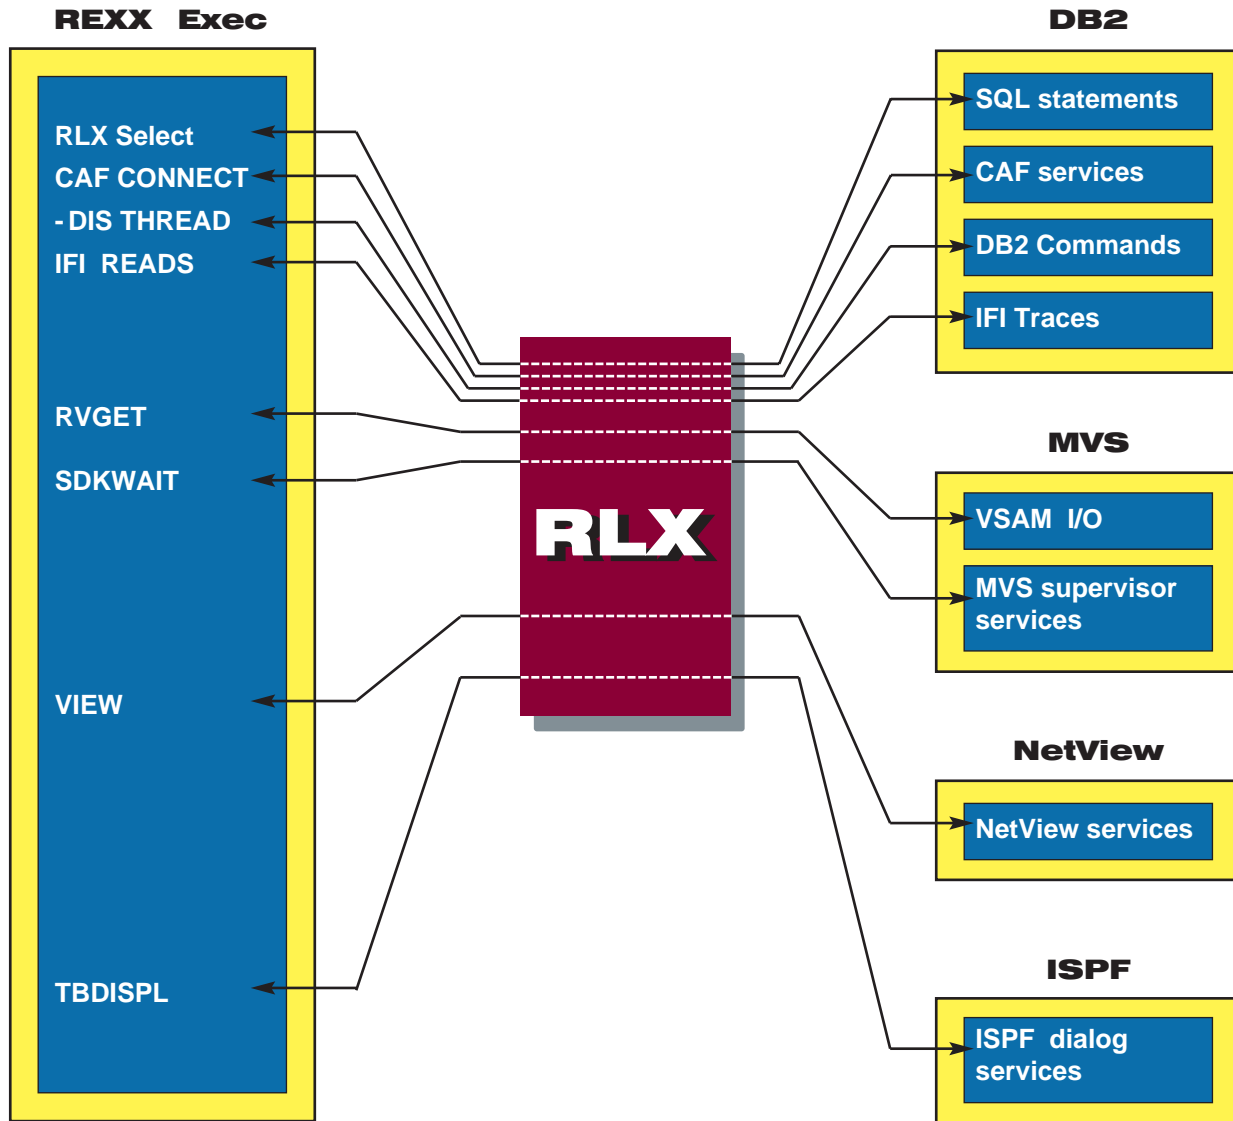 REXX Exec
RLX Select
CAF CONNECT
- DIS THREAD
IFI READS
RVGET
SDKWAIT
VIEW
TBDISPL
RLX
DB2
SQL statements
CAF services
DB2 Commands
IFI Traces
MVS
VSAM I/O
MVS supervisor
services
NetView
NetView services
ISPF
ISPF dialog
services